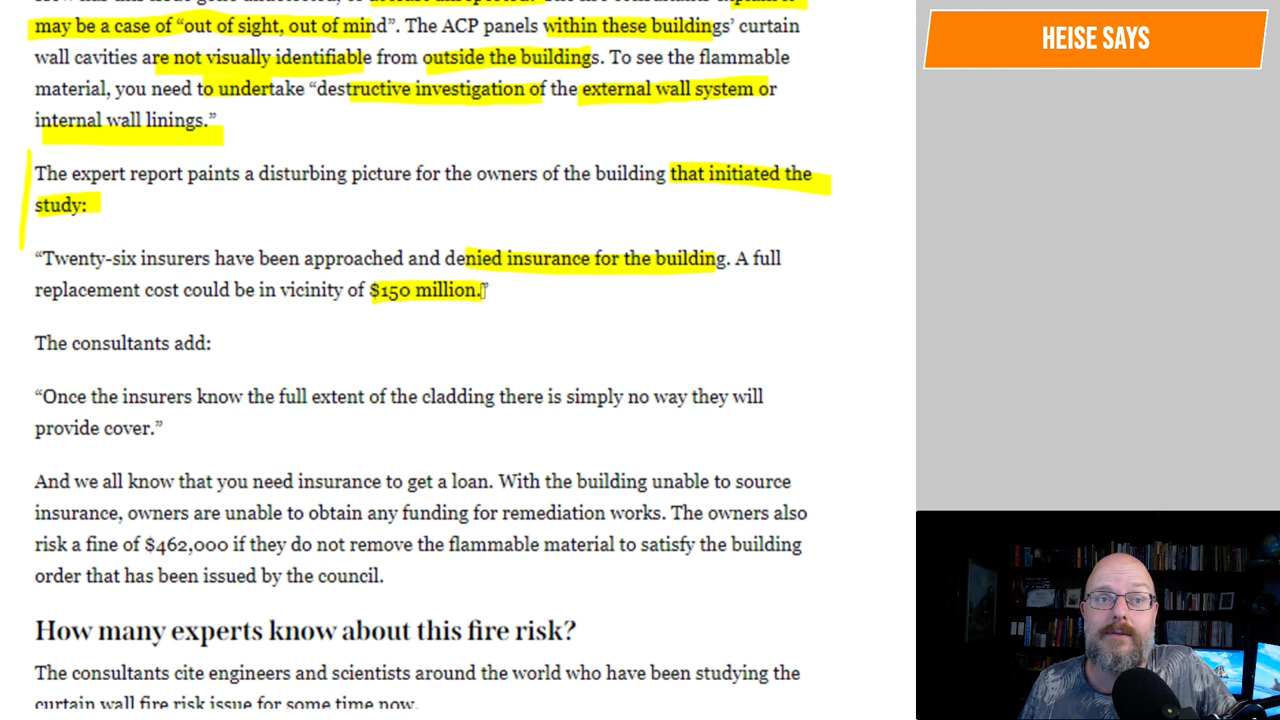 HEISE SAYS
may be a case of “out of sight, out of mind”. The ACP panels within these buildings’ curtain
wall cavities are not visually identifiable from outside the buildings. To see the flammable
material, you need to undertake “destructive investigation of the external wall system or
internal wall linings.”
The expert report paints a disturbing picture for the owners of the building that initiated the
study:
“Twenty-six insurers have been approached and denied insurance for the building. A full
replacement cost could be in vicinity of $150 million.”
The consultants add:
“Once the insurers know the full extent of the cladding there is simply no way they will
provide cover.”
And we all know that you need insurance to get a loan. With the building unable to source
insurance, owners are unable to obtain any funding for remediation works. The owners also
risk a fine of $462,000 if they do not remove the flammable material to satisfy the building
order that has been issued by the council.
How many experts know about this fire risk?
The consultants cite engineers and scientists around the world who have been studying the
curtain wall fire risk issue for some time now.